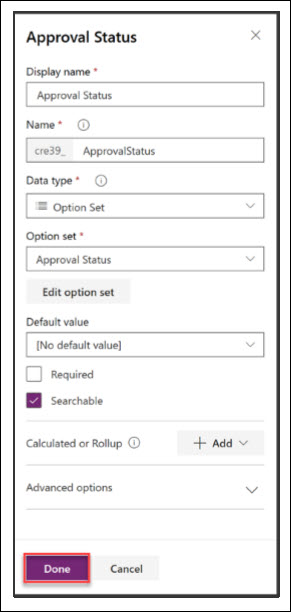 Approval Status
Display name *
Approval Status
Name *
cre39_ ApprovalStatus
Data type *
Option Set
Option set *
Approval Status
Edit option set
Default value
[No default value]
Required
Searchable
Calculated or Rollup + Add
Advanced options
Done Cancel